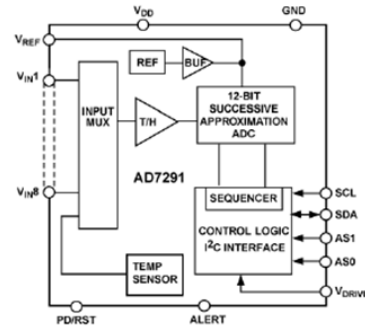 VDD
GND
VREF
REF
BUF
VIN1
INPUT
MUX
T/H
12-BIT
SUCCESSIVE
APPROXIMATION
ADC
AD7291
VIN8
SEQUENCER
CONTROL LOGIC
I²C INTERFACE
SCL
SDA
AS1
AS0
TEMP
SENSOR
VDRIVE
PD/RST
ALERT